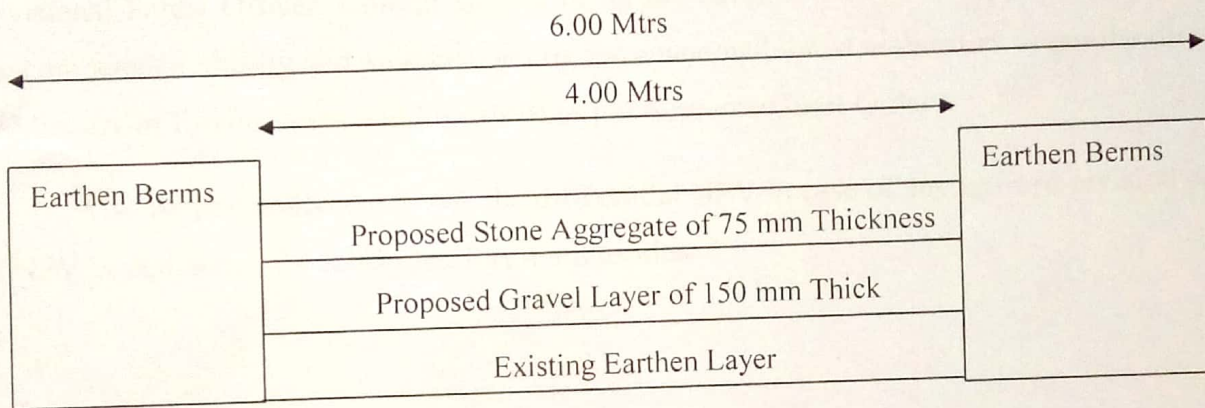 6.00 Mtrs
4.00 Mtrs
Earthen Berms
Earthen Berms
Proposed Stone Aggregate of 75 mm Thickness
Proposed Gravel Layer of 150 mm Thick
Existing Earthen Layer